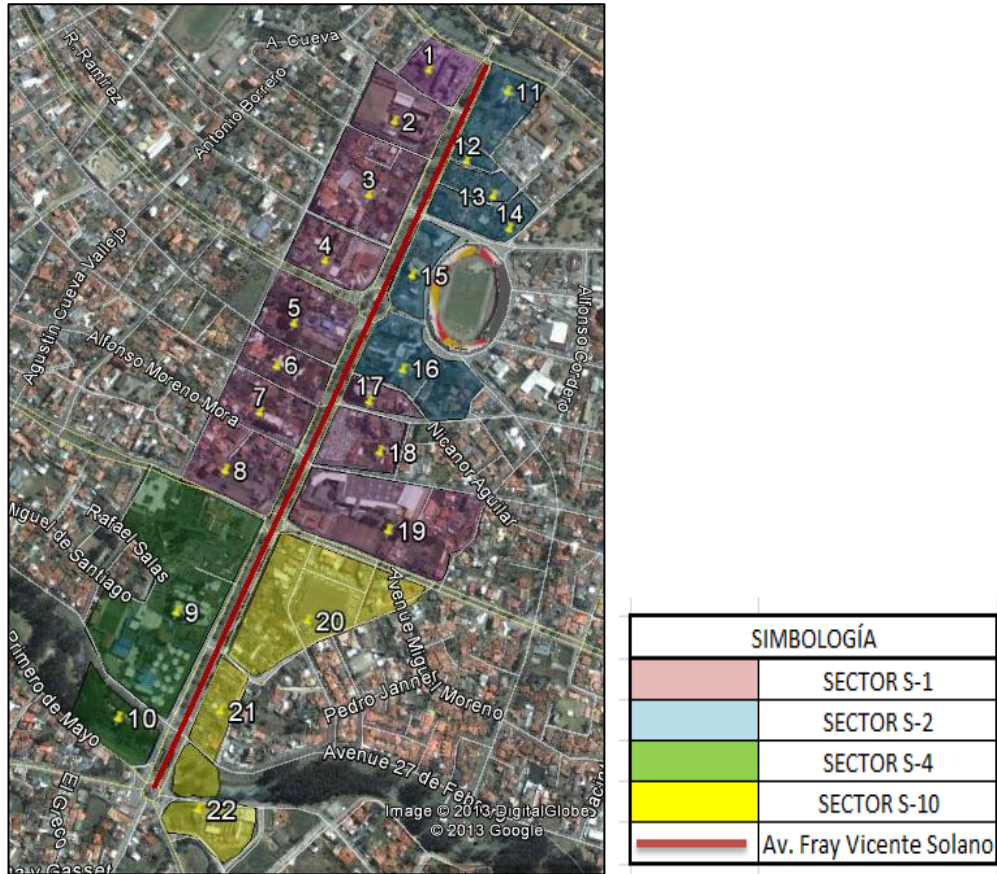 A. Cueva
R. Ramírez
Antonio Borrero
1
2
3
4
5
6
7
8
9
10
11
12
13
14
15
16
17
18
19
20
21
22
Agustín Cueva Vallejo
Alfonso Moreno Mora
Alfonso Cordero
Nicanor Aguilar
Rafael Salas
Miguel de Santiago
Primero de Mayo
El Greco
Avenue Miguel Moreno
Pedro Janner
Avenue 27 de Feb
Image © 2013 DigitalGlobe
© 2013 Google
a y Gasset
SIMBOLOGÍA
SECTOR S-1
SECTOR S-2
SECTOR S-4
SECTOR S-10
Av. Fray Vicente Solano